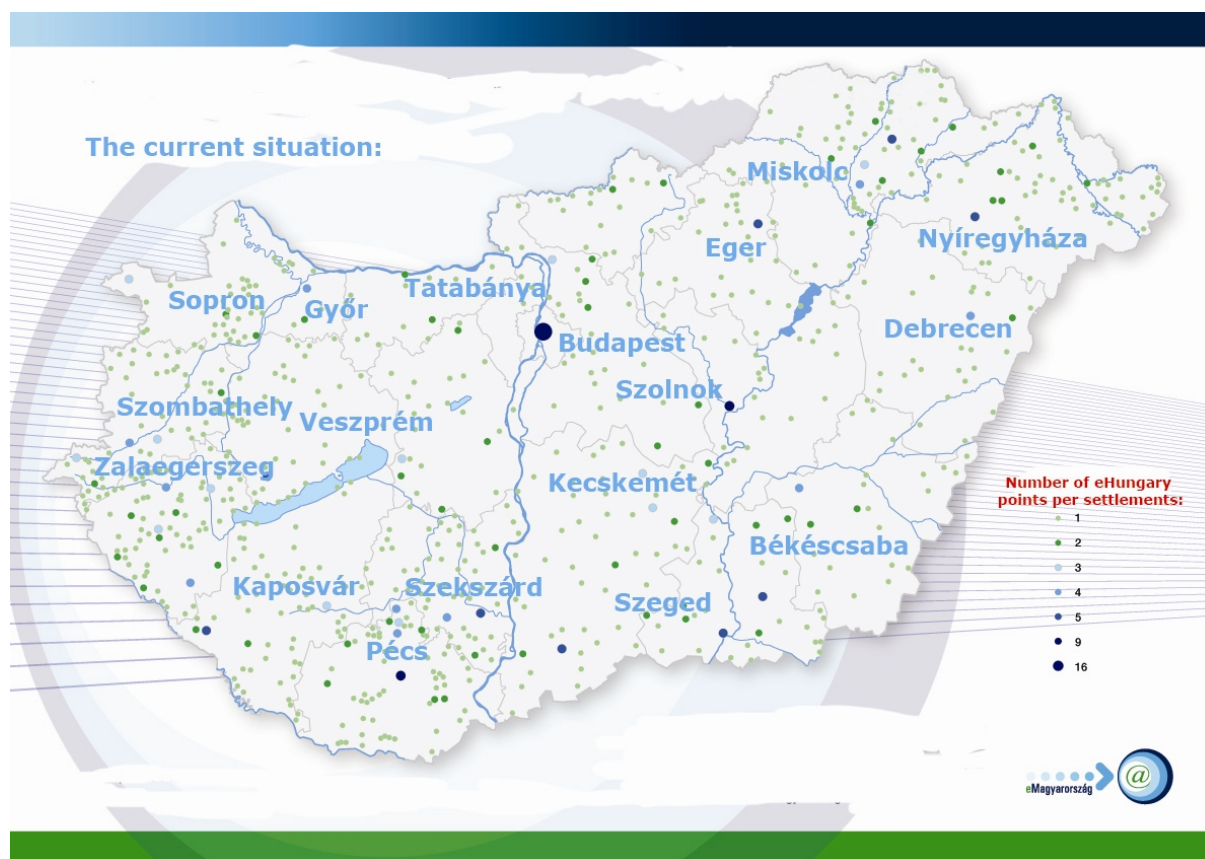 The current situation:
Miskolc
Eger
Nyíregyháza
Sopron
Győr
Tatabánya
Budapest
Debrecen
Szombathely
Veszprém
Szolnok
Zalaegerszeg
Kecskemét
Békéscsaba
Kaposvár
Szekszárd
Szeged
Pécs
Number of eHungary
points per settlements:
1
2
3
4
5
9
16
eMagyarország
@